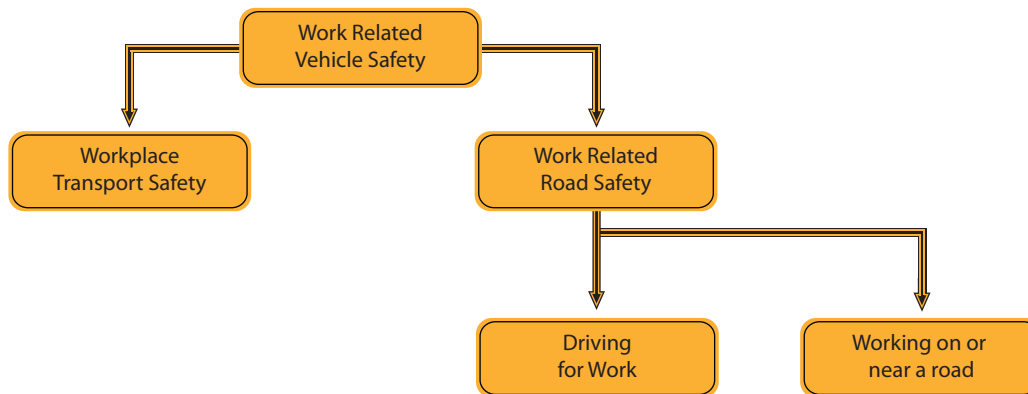 Work Related
Vehicle Safety
Workplace
Transport Safety
Work Related
Road Safety
Driving
for Work
Working on or
near a road